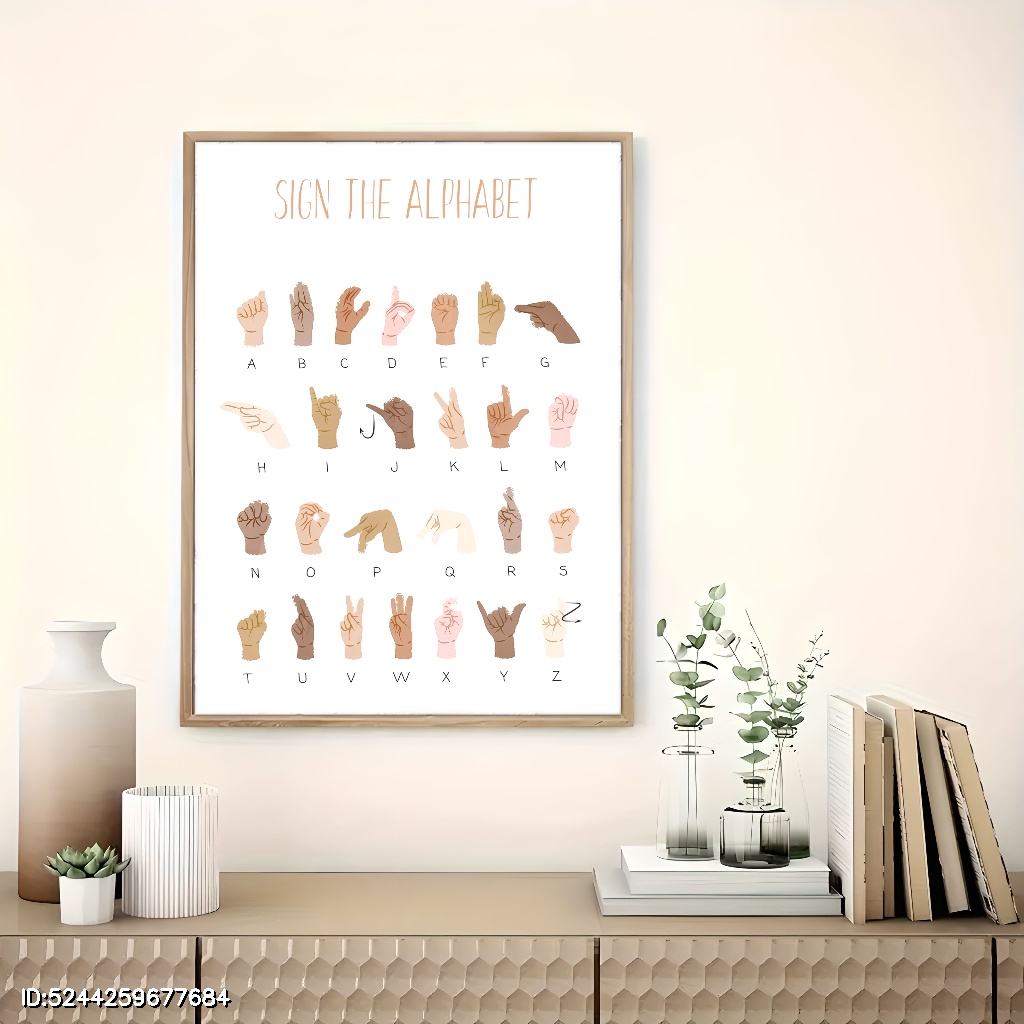 SIGN THE ALPHABET
A B C D E F G
H I J K L M
N O P Q R S
T U V W X Y Z
ID:5244259677684